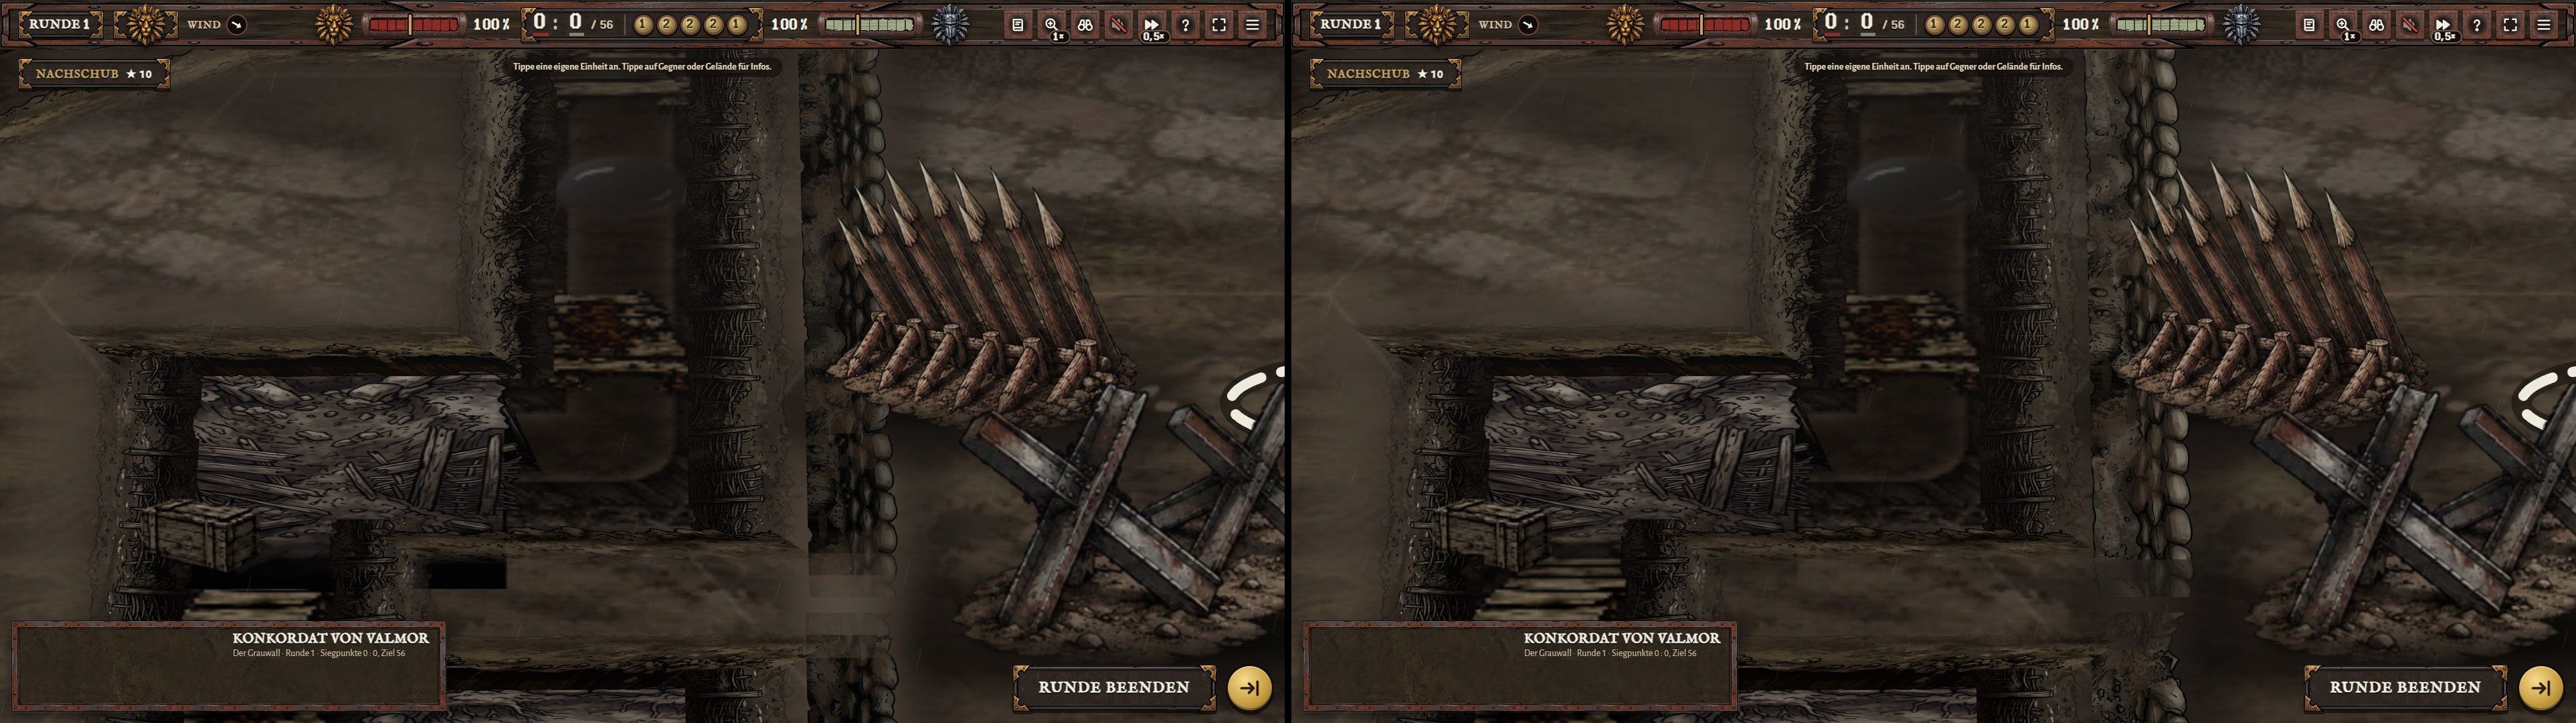 RUNDE 1
WIND
100 %
0 : 0 / 56
1 2 2 2 1
100 %
1×
0,5×
?
NACHSCHUB ★ 10
Tippe eine eigene Einheit an. Tippe auf Gegner oder Gelände für Infos.
KONKORDAT VON VALMOR
Der Grauwall · Runde 1 · Siegpunkte 0 : 0, Ziel 56
RUNDE BEENDEN
RUNDE 1
WIND
100 %
0 : 0 / 56
1 2 2 2 1
100 %
1×
0,5×
?
NACHSCHUB ★ 10
Tippe eine eigene Einheit an. Tippe auf Gegner oder Gelände für Infos.
KONKORDAT VON VALMOR
Der Grauwall · Runde 1 · Siegpunkte 0 : 0, Ziel 56
RUNDE BEENDEN